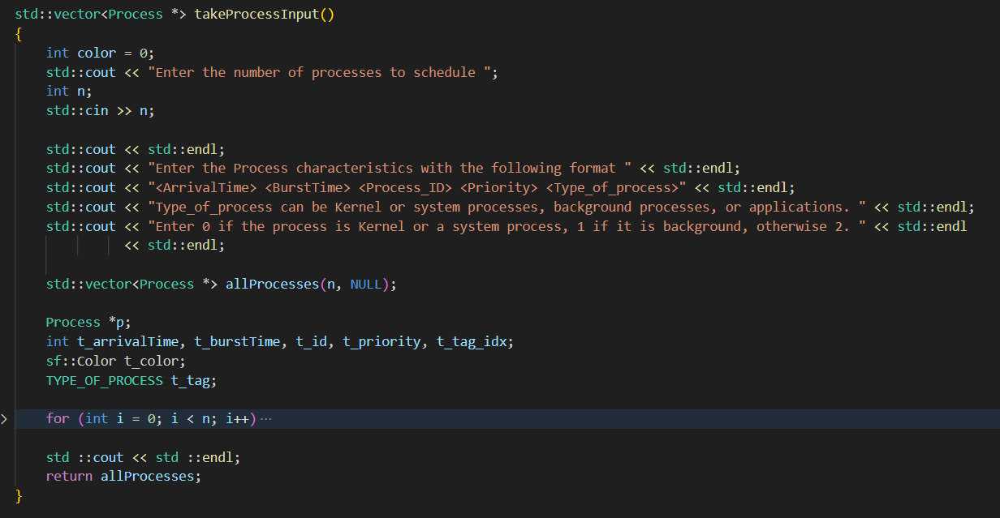 std::vector<Process *> takeProcessInput()
{
    int color = 0;
    std::cout << "Enter the number of processes to schedule ";
    int n;
    std::cin >> n;

    std::cout << std::endl;
    std::cout << "Enter the Process characteristics with the following format " << std::endl;
    std::cout << "<ArrivalTime> <BurstTime> <Process_ID> <Priority> <Type_of_process>" << std::endl;
    std::cout << "Type_of_process can be Kernel or system processes, background processes, or applications. " << std::endl;
    std::cout << "Enter 0 if the process is Kernel or a system process, 1 if it is background, otherwise 2. " << std::endl
              << std::endl;

    std::vector<Process *> allProcesses(n, NULL);

    Process *p;
    int t_arrivalTime, t_burstTime, t_id, t_priority, t_tag_idx;
    sf::Color t_color;
    TYPE_OF_PROCESS t_tag;

    for (int i = 0; i < n; i++)···

    std ::cout << std ::endl;
    return allProcesses;
}